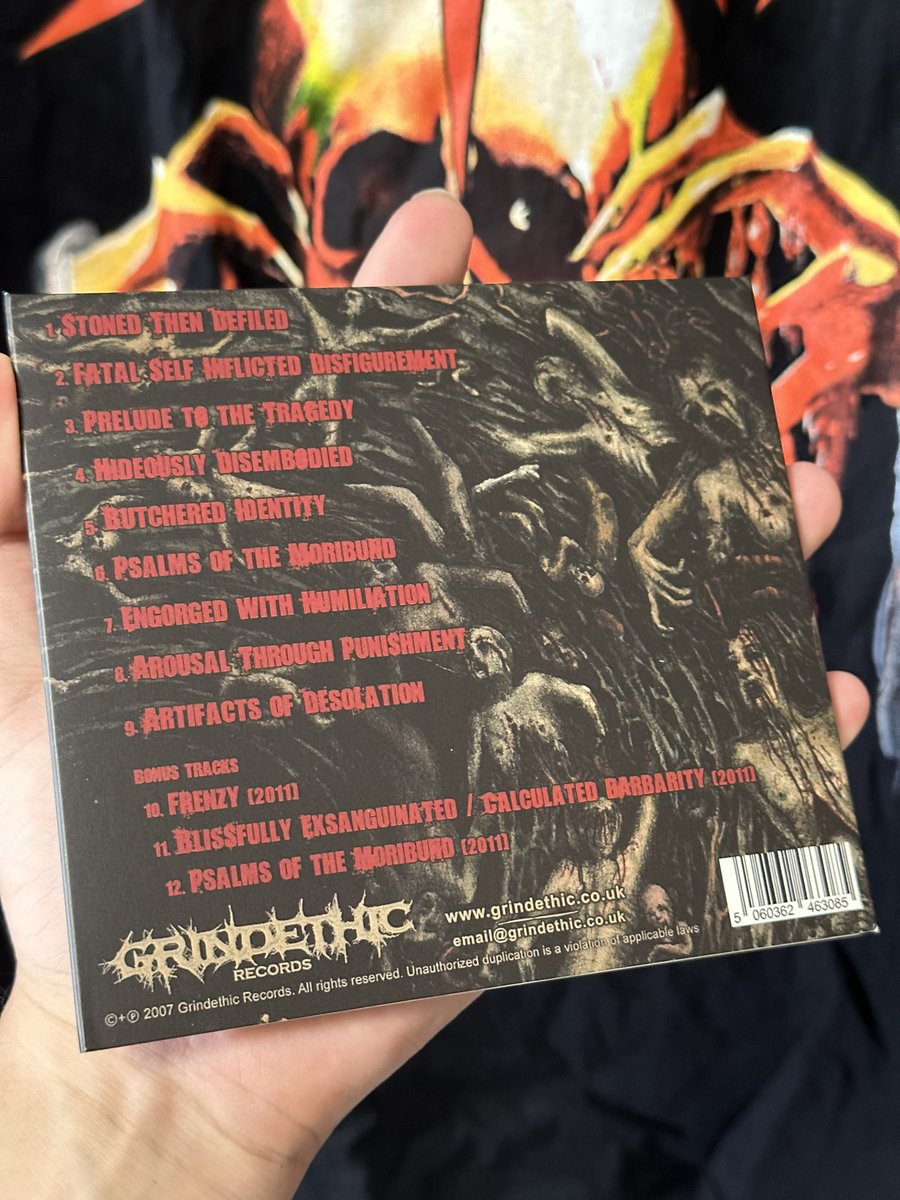 1. Stoned Then Defiled
2. Fatal Self Inflicted Disfigurement
3. Prelude to the Tragedy
4. Hideously Disembodied
5. Butchered Identity
6. Psalms of the Moribund
7. Engorged with Humiliation
8. Arousal Through Punishment
9. Artifacts of Desolation
Bonus Tracks
10. Frenzy (2011)
11. Blissfully Exsanguinated / Calculated Barbarity (2011)
12. Psalms of the Moribund (2011)
GRINDETHIC
RECORDS
www.grindethic.co.uk
email@grindethic.co.uk
©+℗ 2007 Grindethic Records. All rights reserved. Unauthorized duplication is a violation of applicable laws
5 060362 463085